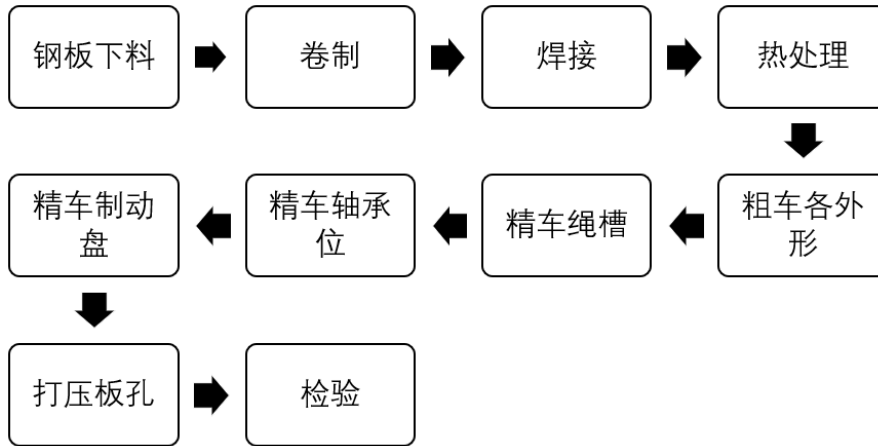 钢板下料
卷制
焊接
热处理
粗车各外
形
精车绳槽
精车轴承
位
精车制动
盘
打压板孔
检验